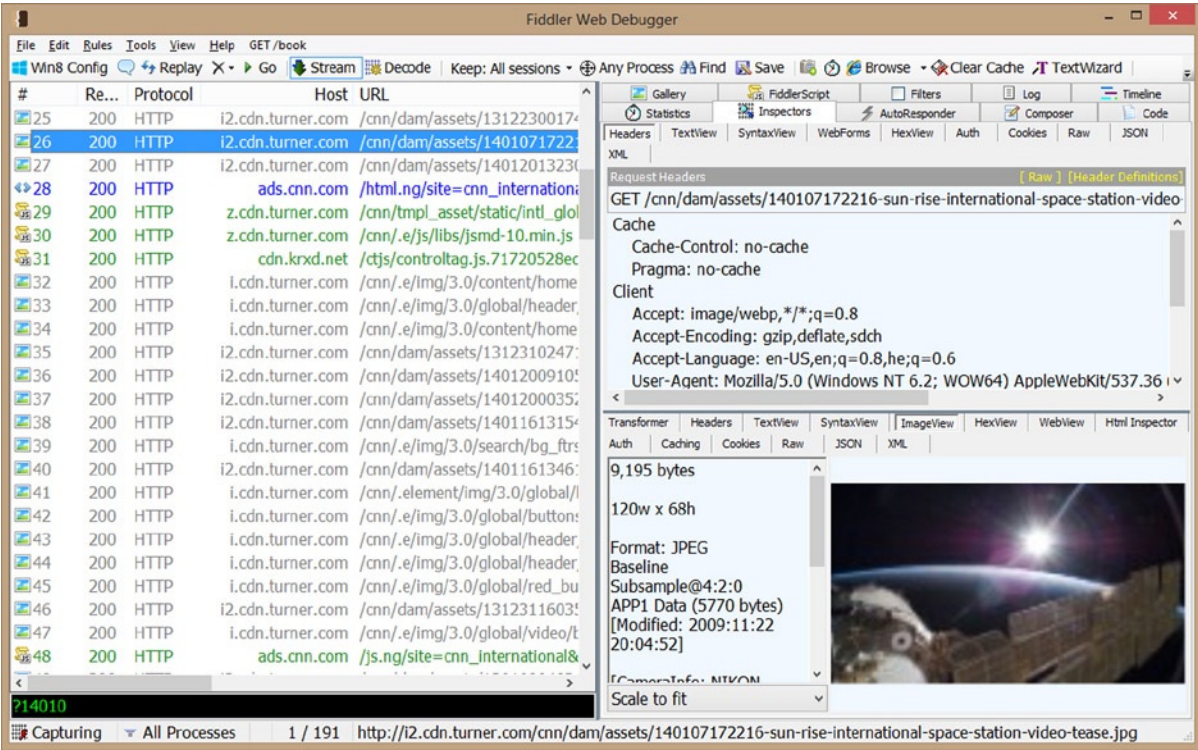 Fiddler Web Debugger
File Edit Rules Tools View Help GET /book
Win8 Config Replay X Go Stream Decode Keep: All sessions Any Process Find Save Browse Clear Cache TextWizard
# Re... Protocol Host URL
25 200 HTTP i2.cdn.turner.com /cnn/dam/assets/13122300174
26 200 HTTP i2.cdn.turner.com /cnn/dam/assets/1401071722
27 200 HTTP i2.cdn.turner.com /cnn/dam/assets/1401201323
28 200 HTTP ads.cnn.com /html.ng/site=cnn_internationa
29 200 HTTP z.cdn.turner.com /cnn/tmpl_asset/static/intl_glo
30 200 HTTP z.cdn.turner.com /cnn/.e/js/libs/jsmd-10.min.js
31 200 HTTP cdn.krxd.net /ctjs/controltag.js.71720528ec
32 200 HTTP i.cdn.turner.com /cnn/.e/img/3.0/content/home
33 200 HTTP i.cdn.turner.com /cnn/.e/img/3.0/global/header
34 200 HTTP i.cdn.turner.com /cnn/.e/img/3.0/content/home
35 200 HTTP i2.cdn.turner.com /cnn/dam/assets/1312310247
36 200 HTTP i2.cdn.turner.com /cnn/dam/assets/14012009105
37 200 HTTP i2.cdn.turner.com /cnn/dam/assets/140120000352
38 200 HTTP i2.cdn.turner.com /cnn/dam/assets/14011613154
39 200 HTTP i.cdn.turner.com /cnn/.e/img/3.0/search/bg_ftrs
40 200 HTTP i2.cdn.turner.com /cnn/dam/assets/1401161346
41 200 HTTP i.cdn.turner.com /cnn/.element/img/3.0/global/
42 200 HTTP i.cdn.turner.com /cnn/.e/img/3.0/global/button
43 200 HTTP i.cdn.turner.com /cnn/.e/img/3.0/global/header
44 200 HTTP i.cdn.turner.com /cnn/.e/img/3.0/global/header
45 200 HTTP i.cdn.turner.com /cnn/.e/img/3.0/global/red_bu
46 200 HTTP i2.cdn.turner.com /cnn/dam/assets/1312311603
47 200 HTTP i.cdn.turner.com /cnn/.e/img/3.0/global/video/
48 200 HTTP ads.cnn.com /js.ng/site=cnn_international&
?14010
Gallery FiddlerScript Filters Log Timeline
Statistics Inspectors AutoResponder Composer Code
Headers TextView SyntaxView WebForms HexView Auth Cookies Raw JSON
XML
Request Headers [ Raw ] [Header Definitions]
GET /cnn/dam/assets/140107172216-sun-rise-international-space-station-video-
Cache
Cache-Control: no-cache
Pragma: no-cache
Client
Accept: image/webp,*/*;q=0.8
Accept-Encoding: gzip,deflate,sdch
Accept-Language: en-US,en;q=0.8,he;q=0.6
User-Agent: Mozilla/5.0 (Windows NT 6.2; WOW64) AppleWebKit/537.36 (
Transformer Headers TextView SyntaxView ImageView HexView WebView Html Inspector
Auth Caching Cookies Raw JSON XML
9,195 bytes
120w x 68h
Format: JPEG
Baseline
Subsample@4:2:0
APP1 Data (5770 bytes)
[Modified: 2009:11:22
20:04:52]
[CameraInfo: NIKON
Scale to fit
Capturing All Processes 1 / 191 http://i2.cdn.turner.com/cnn/dam/assets/140107172216-sun-rise-international-space-station-video-tease.jpg